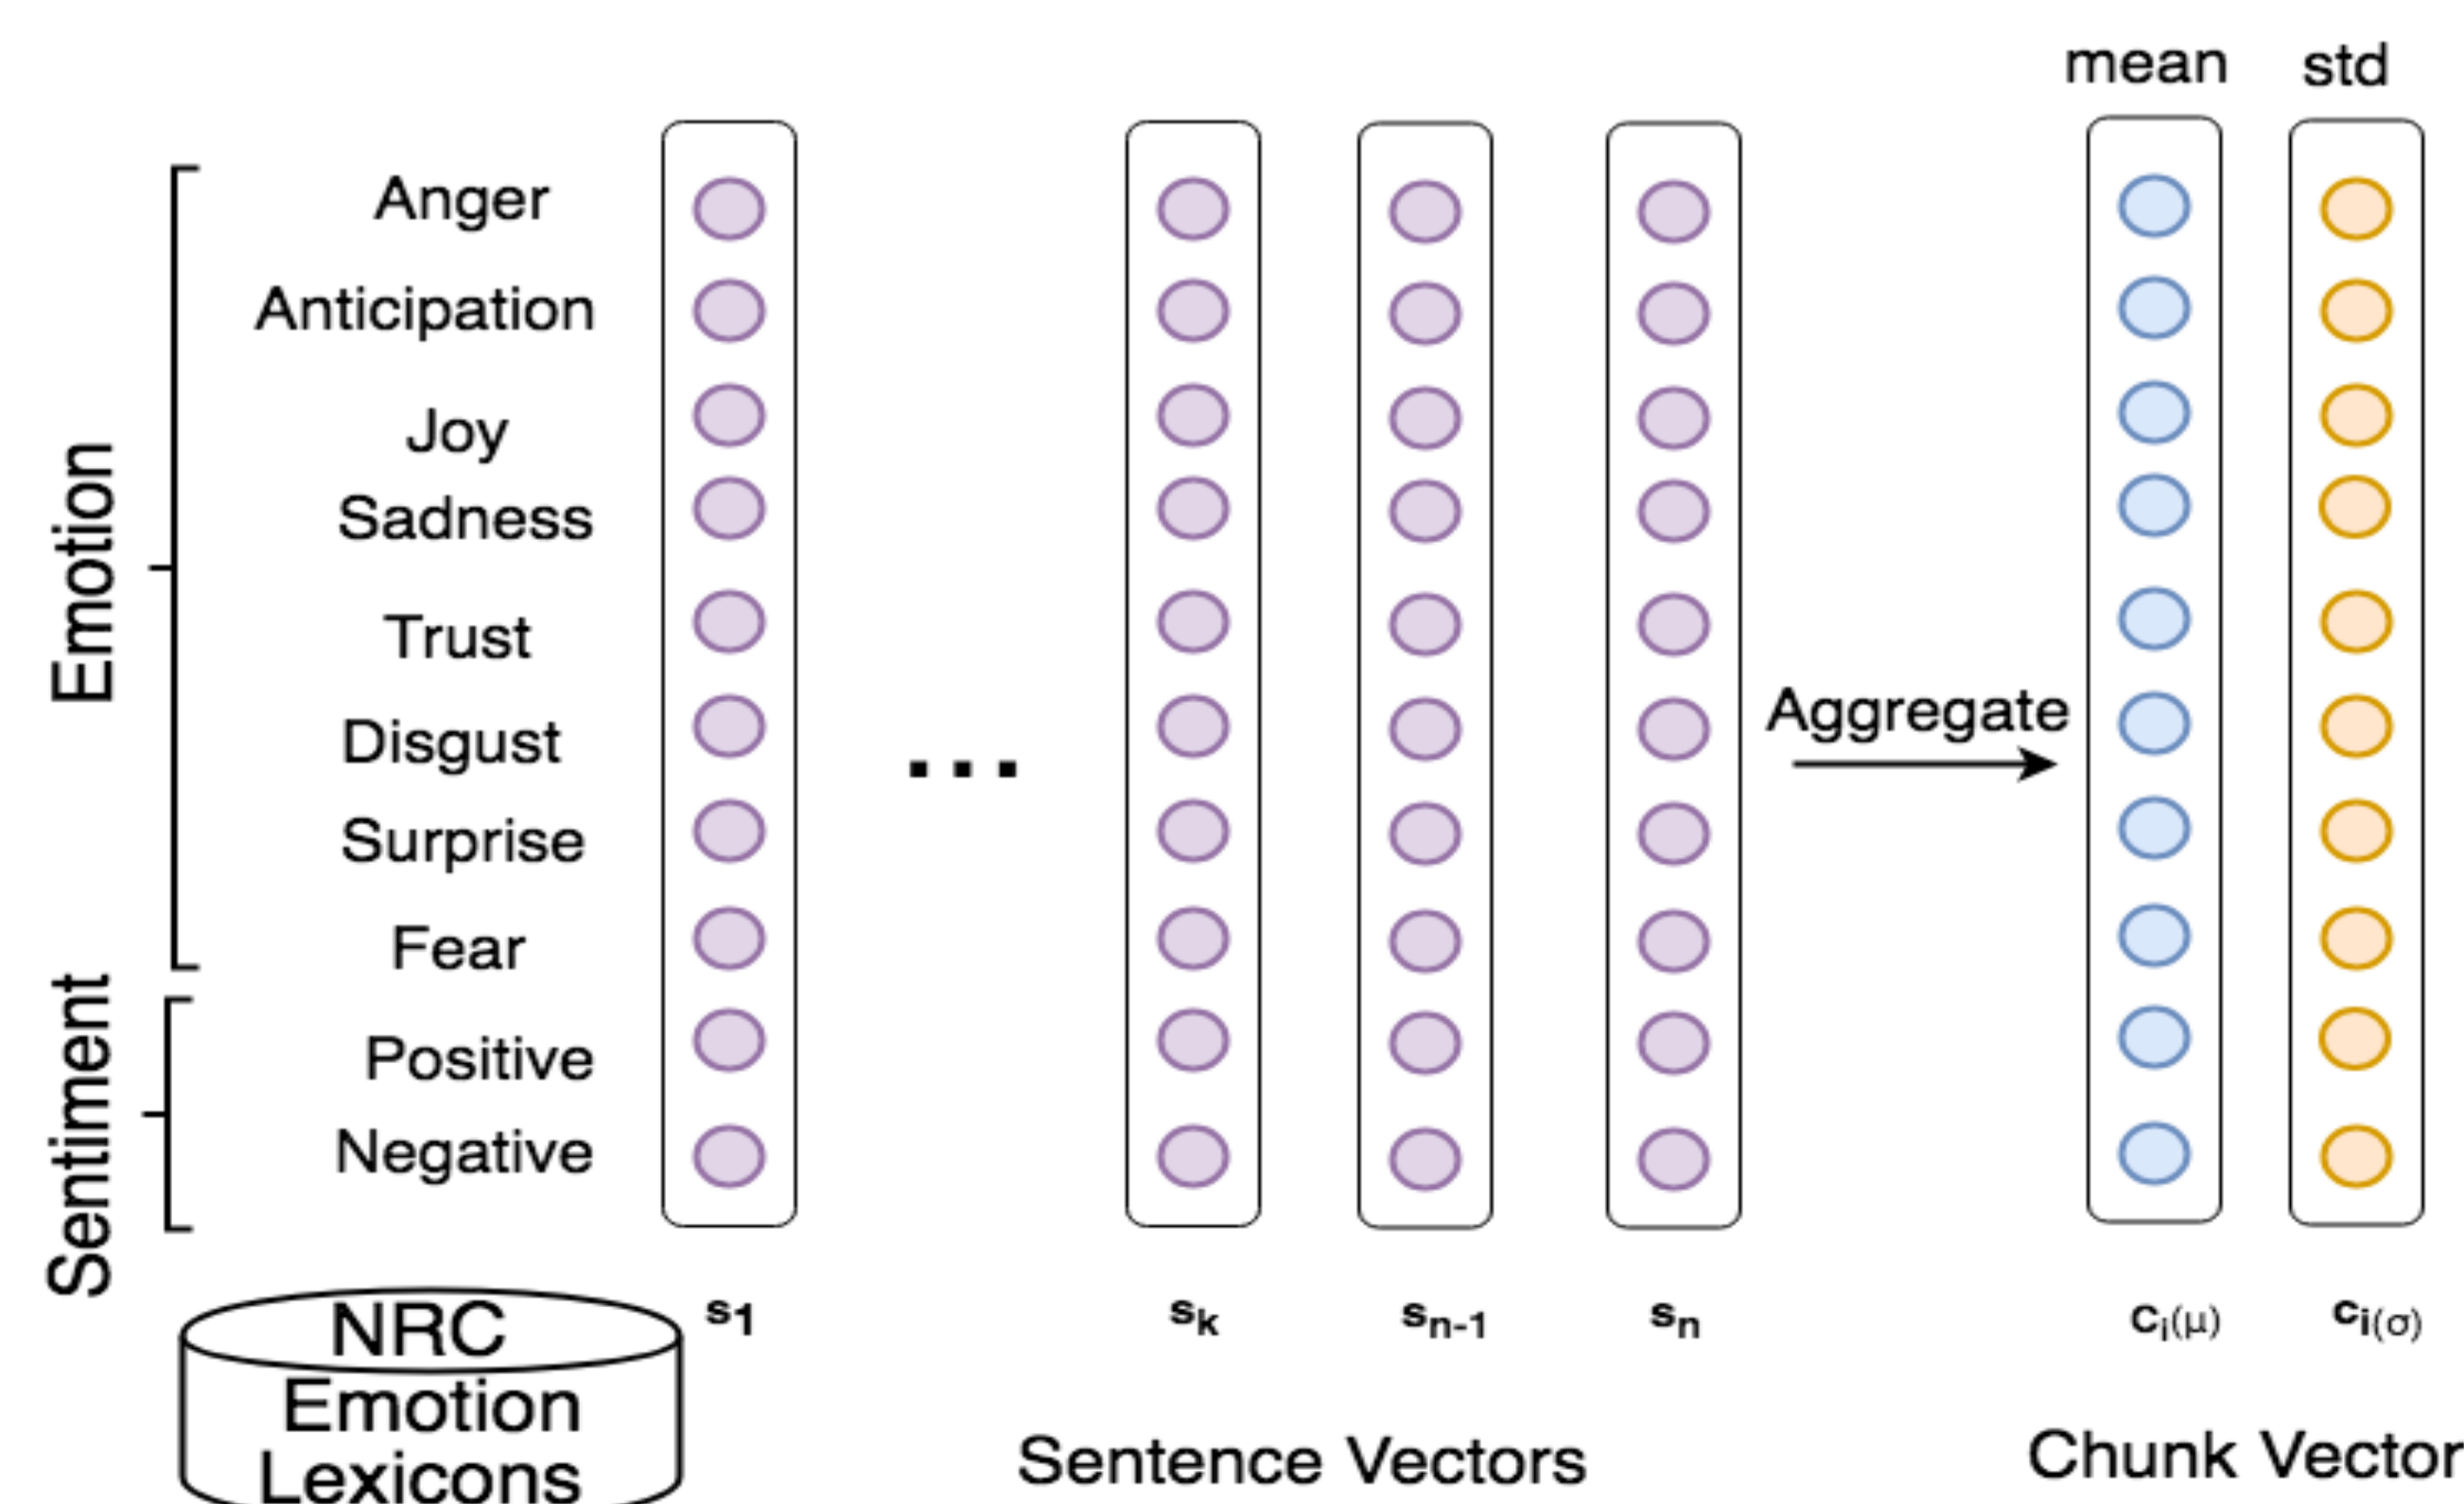 mean std
Emotion
Anger
Anticipation
Joy
Sadness
Trust
Disgust
Surprise
Fear
Sentiment
Positive
Negative
...
Aggregate
s1 sk sn-1 sn ci(μ) ci(σ)
NRC
Emotion
Lexicons
Sentence Vectors
Chunk Vector